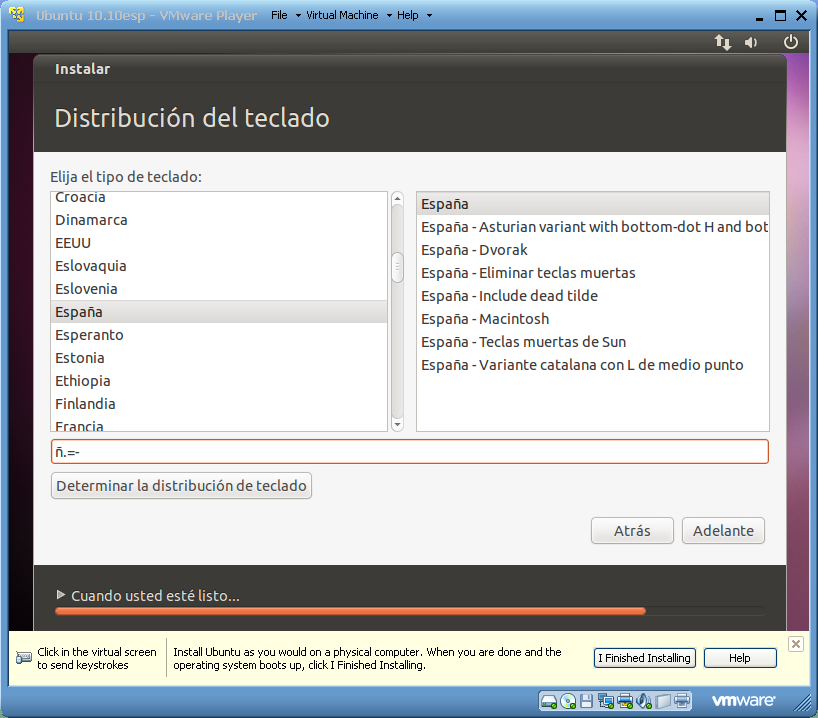 Ubuntu 10.10esp - VMware Player File Virtual Machine Help
Instalar
Distribución del teclado
Elija el tipo de teclado:
Croacia
Dinamarca
EEUU
Eslovaquia
Eslovenia
España
Esperanto
Estonia
Ethiopia
Finlandia
Francia
España
España - Asturian variant with bottom-dot H and bot
España - Dvorak
España - Eliminar teclas muertas
España - Include dead tilde
España - Macintosh
España - Teclas muertas de Sun
España - Variante catalana con L de medio punto
ñ.=-
Determinar la distribución de teclado
Atrás Adelante
Cuando usted esté listo...
Click in the virtual screen
to send keystrokes
Install Ubuntu as you would on a physical computer. When you are done and the
operating system boots up, click I Finished Installing.
I Finished Installing Help
vmware